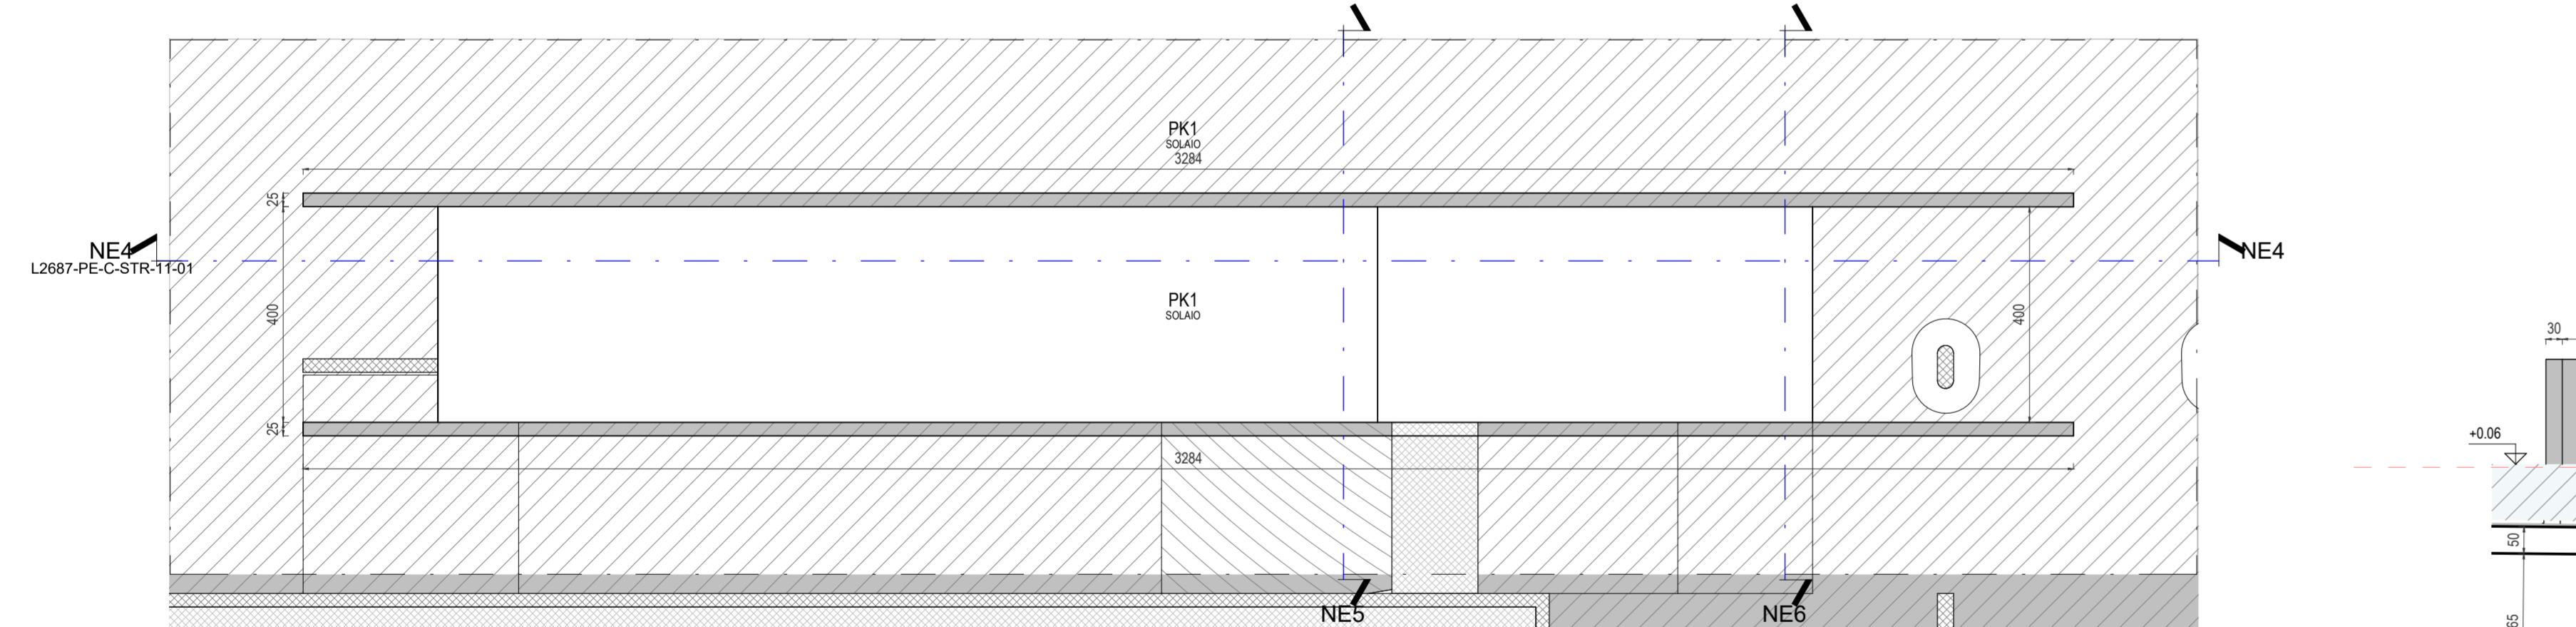 PK1
SOLAIO
3284
25
NE4
L2687-PE-C-STR-11-01
NE4
PK1
SOLAIO
400
400
30
25
+0.06
3284
50
NE5
NE6
65